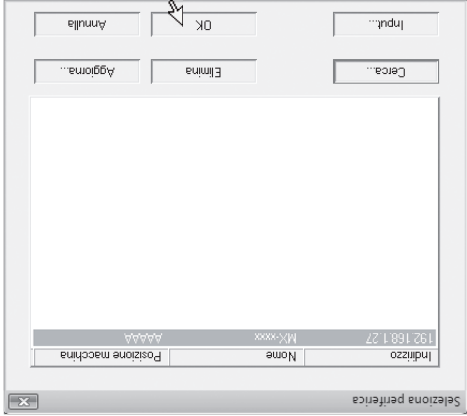 Seleziona periferica
Indirizzo Nome Posizione macchina
192.168.1.27 MX-xxxx AAAAA
Cerca... Elimina Aggiorna...
Input... OK Annulla